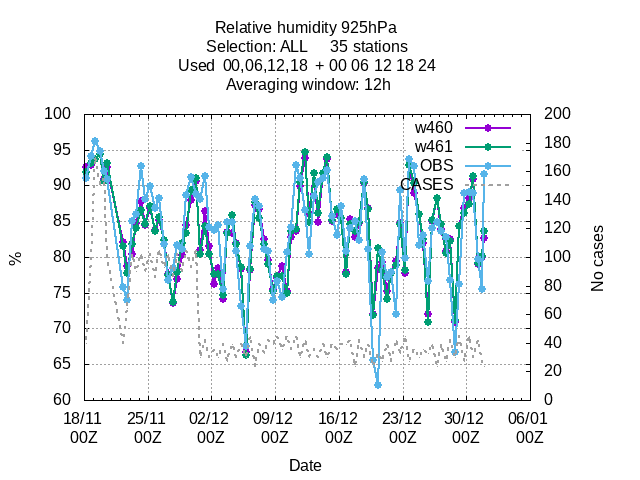 Relative humidity 925hPa
Selection: ALL 35 stations
Used 00,06,12,18 + 00 06 12 18 24
Averaging window: 12h
100 200
w460
w461
OBS
CASES
95 180
90 160
85 140
80 120
75 100
70 80
65 60
60 40
20
0
%
No cases
18/11 25/11 02/12 09/12 16/12 23/12 30/12 06/01
00Z 00Z 00Z 00Z 00Z 00Z 00Z 00Z
Date